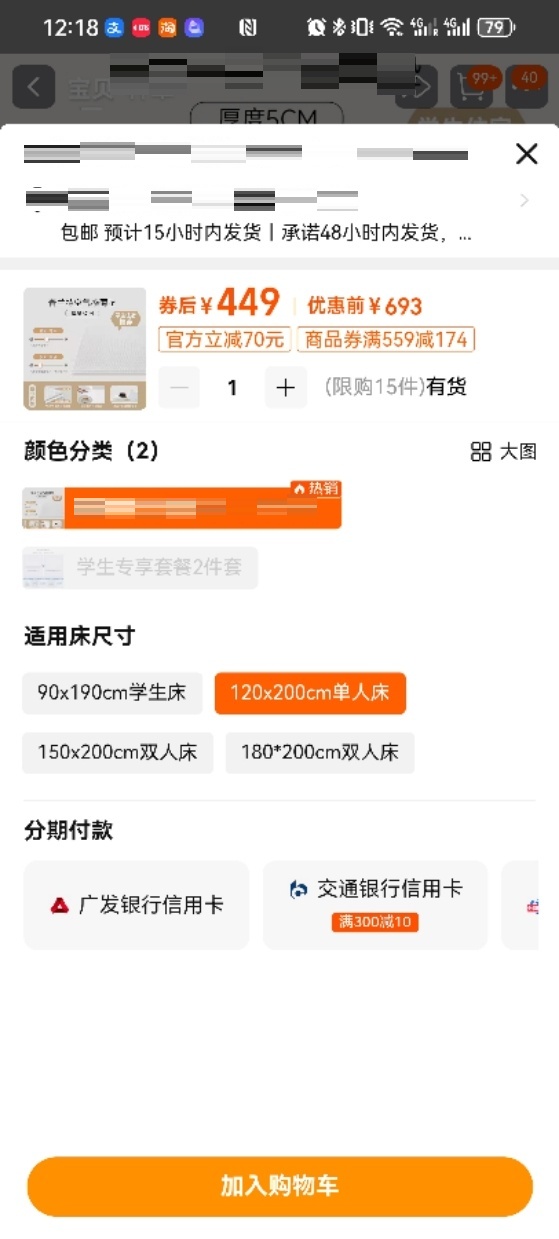 12:18
4G
4G
79
99+
40
厚度5CM
包邮 预计15小时内发货 | 承诺48小时内发货，...
券后￥449 | 优惠前￥693
官方立减70元 商品券满559减174
1 (限购15件)有货
颜色分类（2） 大图
热销
学生专享套餐2件套
适用床尺寸
90x190cm学生床 120x200cm单人床
150x200cm双人床 180*200cm双人床
分期付款
广发银行信用卡 交通银行信用卡
满300减10
加入购物车